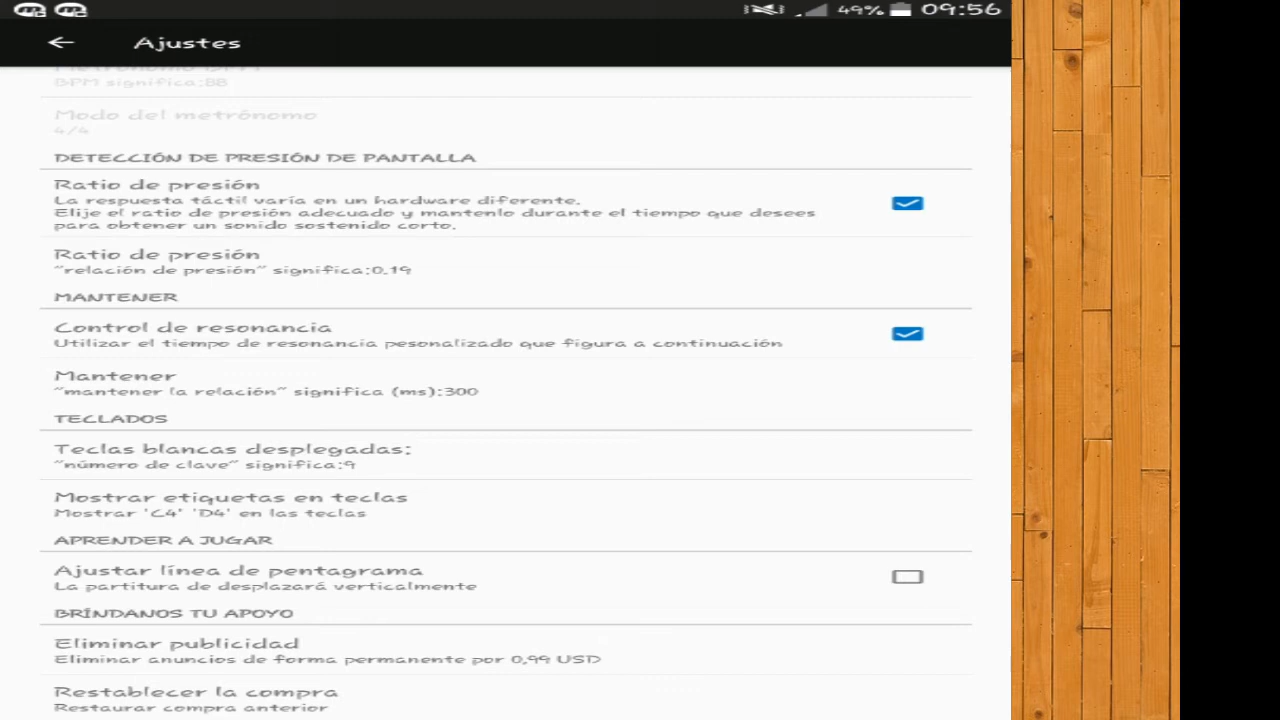 49% 09:56
Ajustes
BPM significa:88
Modo del metrónomo
4/4
DETECCIÓN DE PRESIÓN DE PANTALLA
Ratio de presión
La respuesta táctil varía en un hardware diferente.
Elije el ratio de presión adecuado y mantenlo durante el tiempo que desees
para obtener un sonido sostenido corto.
Ratio de presión
"relación de presión" significa:0.19
MANTENER
Control de resonancia
Utilizar el tiempo de resonancia pesonalizado que figura a continuación
Mantener
"mantener la relación" significa (ms):300
TECLADOS
Teclas blancas desplegadas:
"número de clave" significa:9
Mostrar etiquetas en teclas
Mostrar 'C4' 'D4' en las teclas
APRENDER A JUGAR
Ajustar línea de pentagrama
La partitura de desplazará verticalmente
BRÍNDANOS TU APOYO
Eliminar publicidad
Eliminar anuncios de forma permanente por 0,99 USD
Restablecer la compra
Restaurar compra anterior